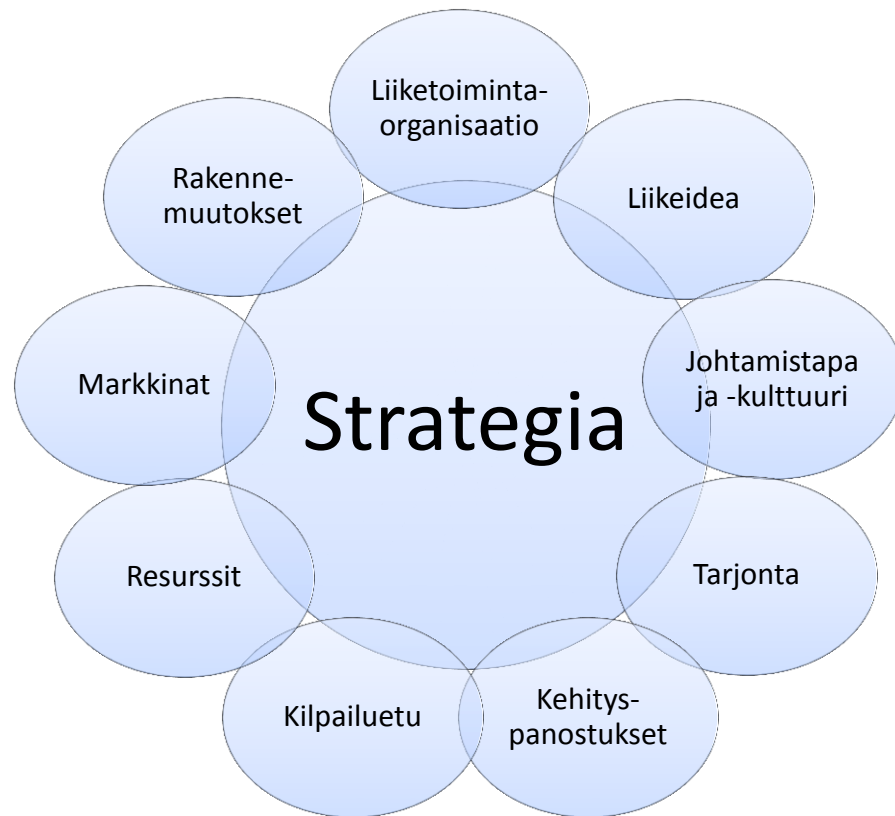 Liiketoiminta-
organisaatio
Liikeidea
Johtamistapa
ja -kulttuuri
Tarjonta
Kehitys-
panostukset
Kilpailuetu
Resurssit
Markkinat
Rakenne-
muutokset
Strategia